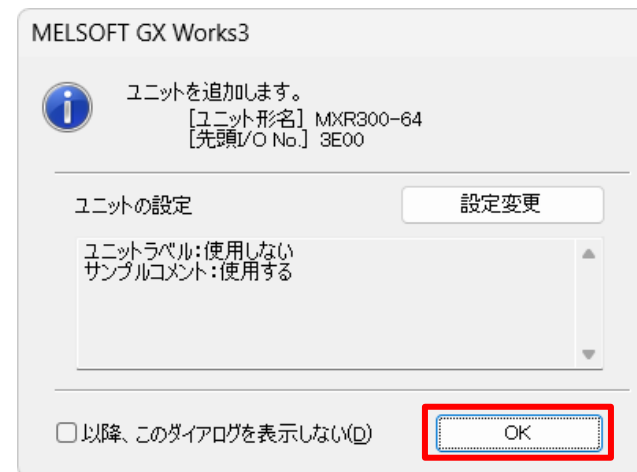 MELSOFT GX Works3
ユニットを追加します。
[ユニット形名] MXR300-64
[先頭I/O No.] 3E00
ユニットの設定
設定変更
ユニットラベル:使用しない
サンプルコメント:使用する
以降、このダイアログを表示しない(D)
OK